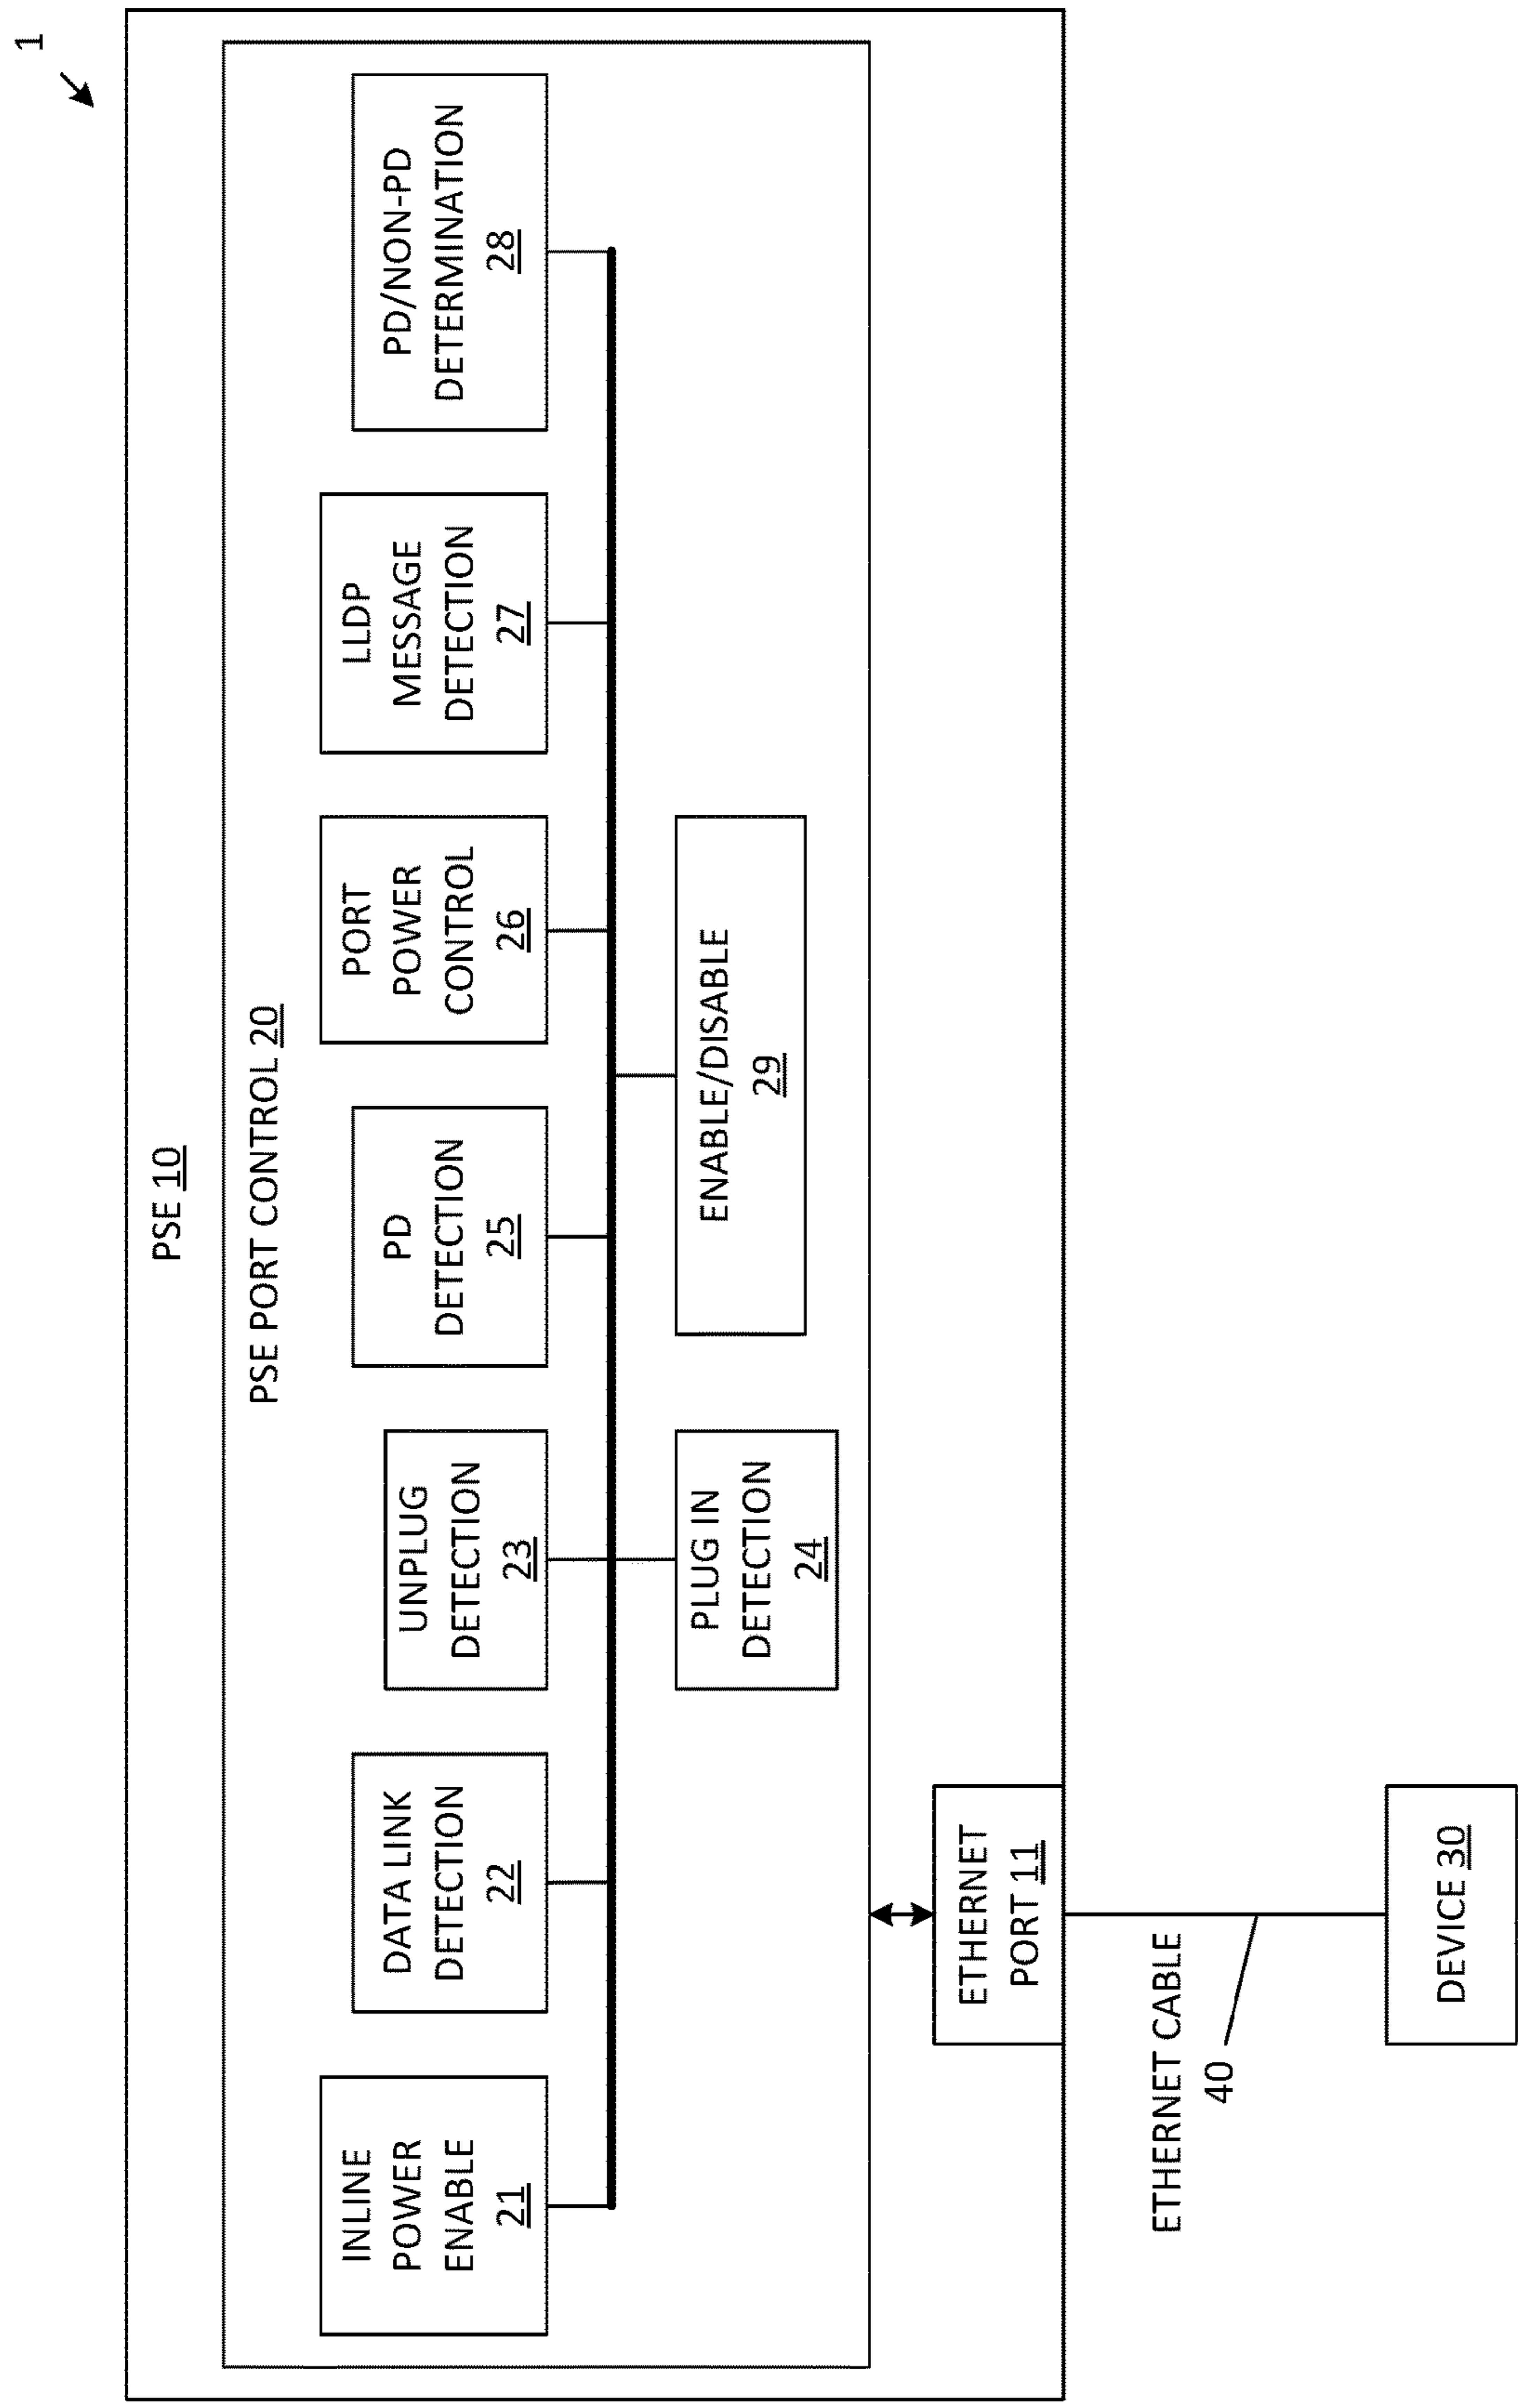 1
PSE 10
PSE PORT CONTROL 20
INLINE
POWER
ENABLE
21
DATA LINK
DETECTION
22
UNPLUG
DETECTION
23
PD
DETECTION
25
PORT
POWER
CONTROL
26
LLDP
MESSAGE
DETECTION
27
PD/NON-PD
DETERMINATION
28
PLUG IN
DETECTION
24
ENABLE/DISABLE
29
ETHERNET
PORT 11
ETHERNET CABLE
40
DEVICE 30